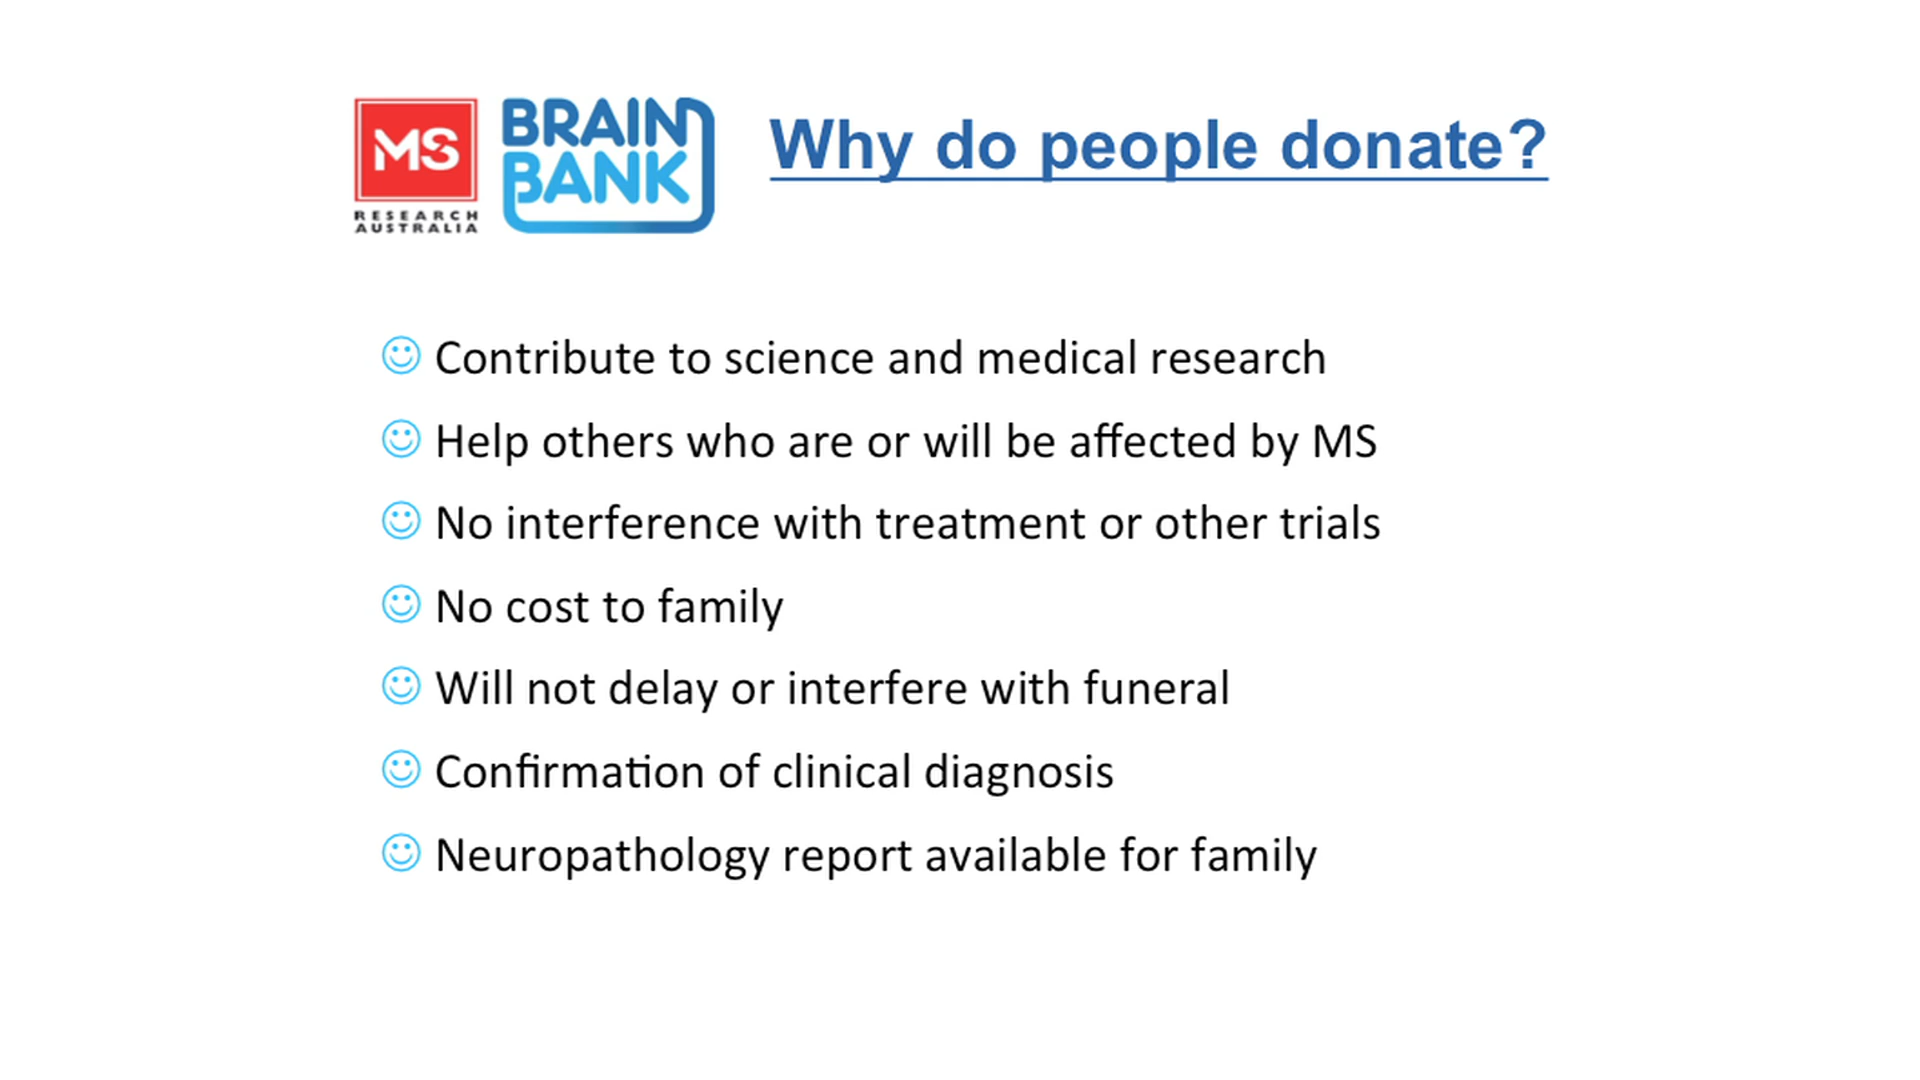 MS
RESEARCH
AUSTRALIA
BRAIN
BANK
Why do people donate?
Contribute to science and medical research
Help others who are or will be affected by MS
No interference with treatment or other trials
No cost to family
Will not delay or interfere with funeral
Confirmation of clinical diagnosis
Neuropathology report available for family